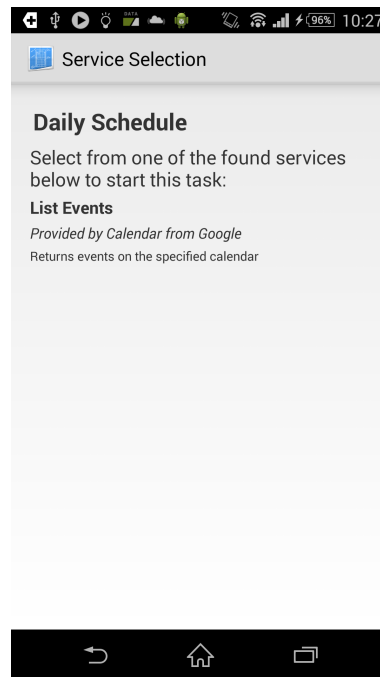 DATA
96%
10:27
Service Selection
Daily Schedule
Select from one of the found services
below to start this task:
List Events
Provided by Calendar from Google
Returns events on the specified calendar